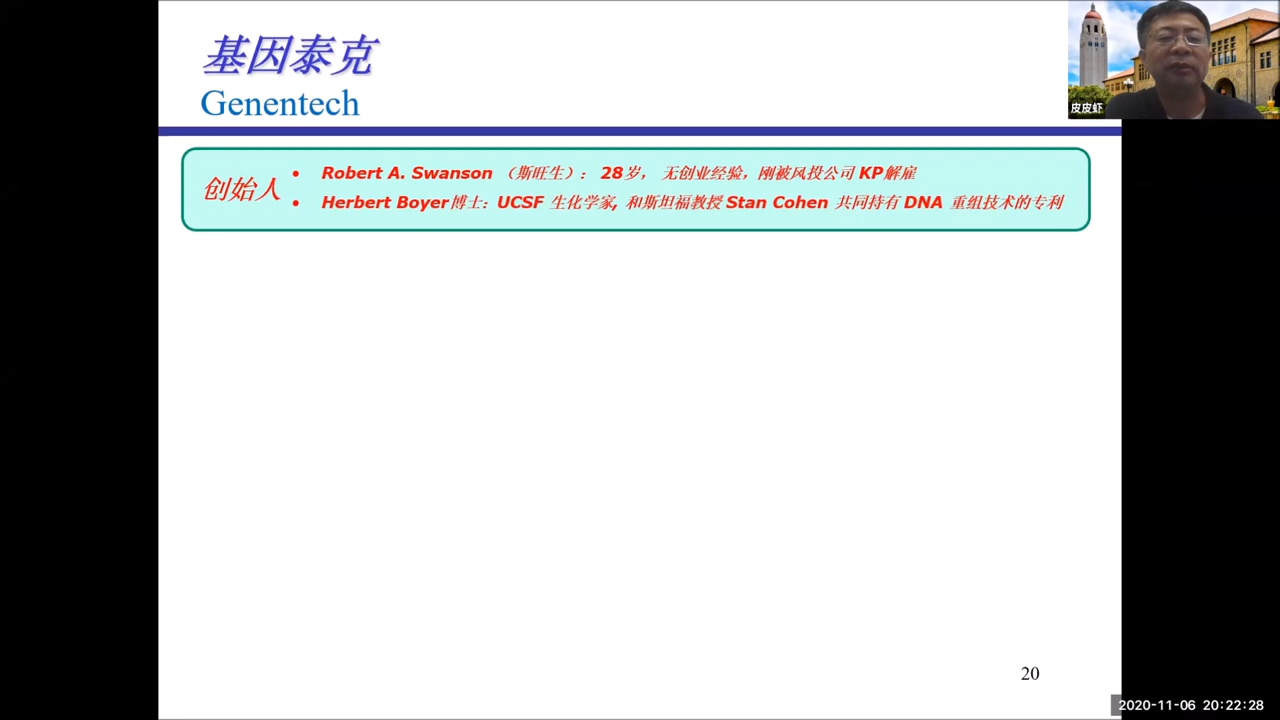 基因泰克
Genentech
皮皮虾
创始人
• Robert A. Swanson （斯旺生）： 28岁， 无创业经验，刚被风投公司 KP解雇
• Herbert Boyer博士：UCSF 生化学家, 和斯坦福教授 Stan Cohen 共同持有 DNA 重组技术的专利
20
2020-11-06 20:22:28